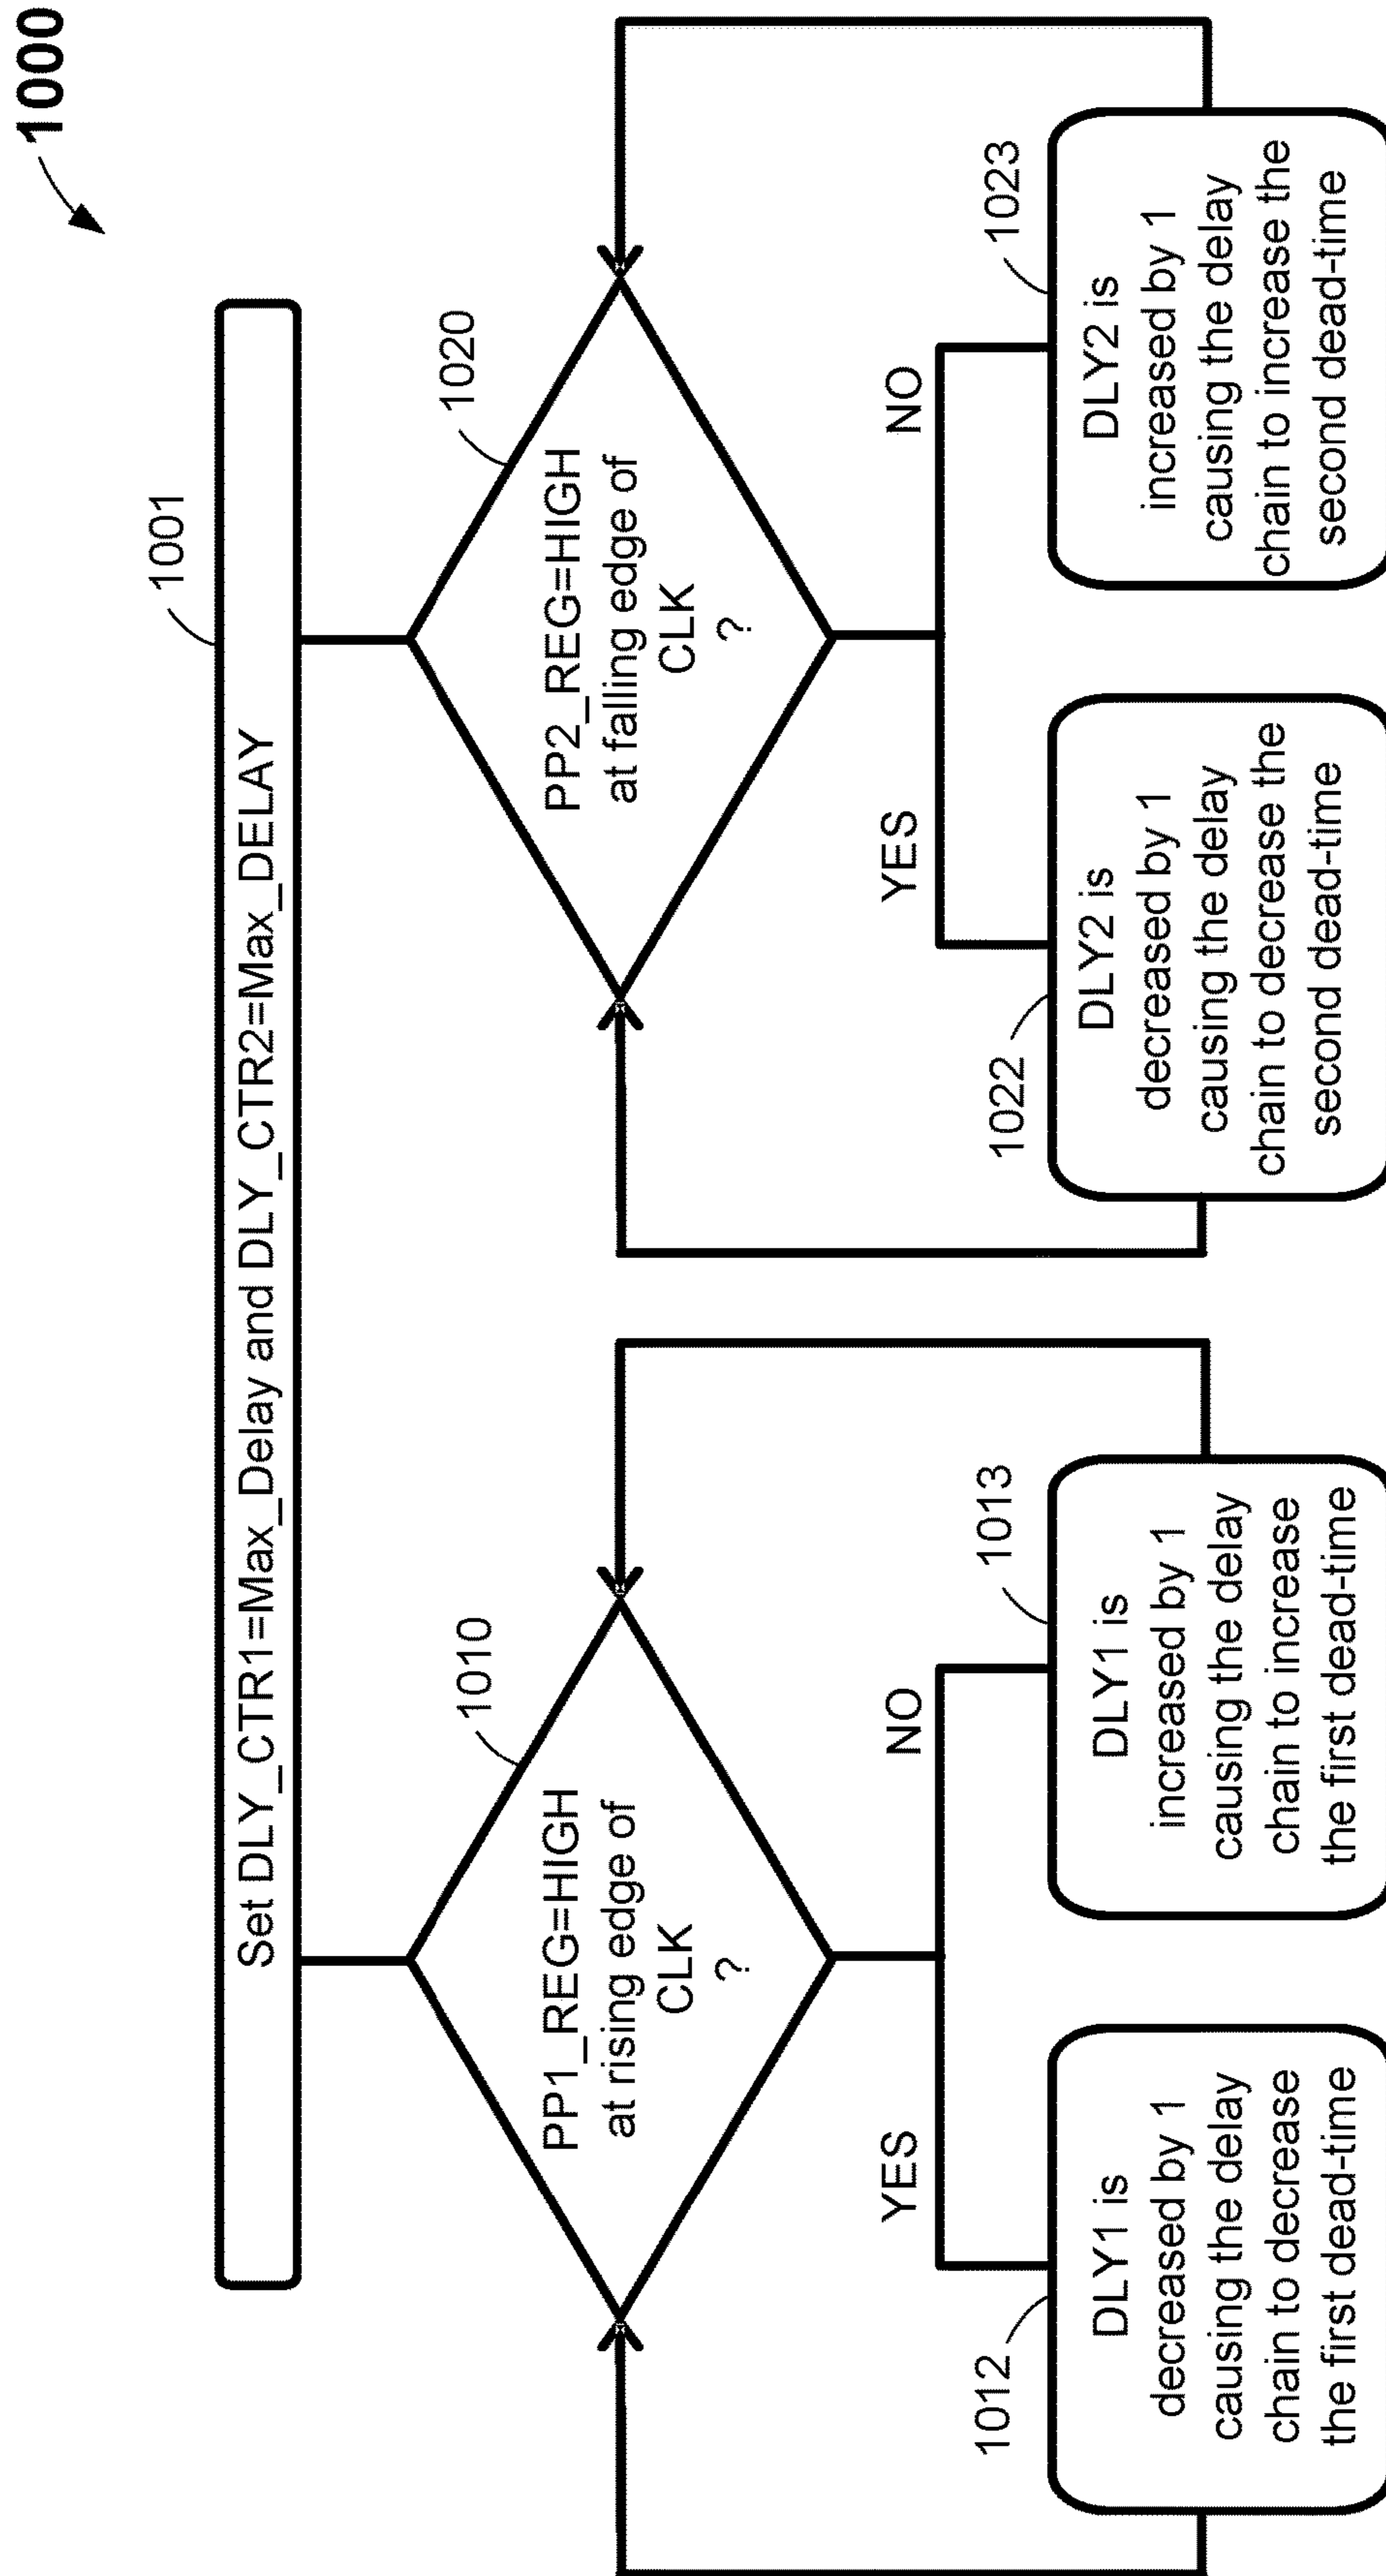 1000
1001
Set DLY_CTR1=Max_Delay and DLY_CTR2=Max_DELAY
1010
PP1_REG=HIGH
at rising edge of
CLK
?
YES
NO
1012
DLY1 is
decreased by 1
causing the delay
chain to decrease
the first dead-time
1013
DLY1 is
increased by 1
causing the delay
chain to increase
the first dead-time
1020
PP2_REG=HIGH
at falling edge of
CLK
?
YES
NO
1022
DLY2 is
decreased by 1
causing the delay
chain to decrease the
second dead-time
1023
DLY2 is
increased by 1
causing the delay
chain to increase the
second dead-time